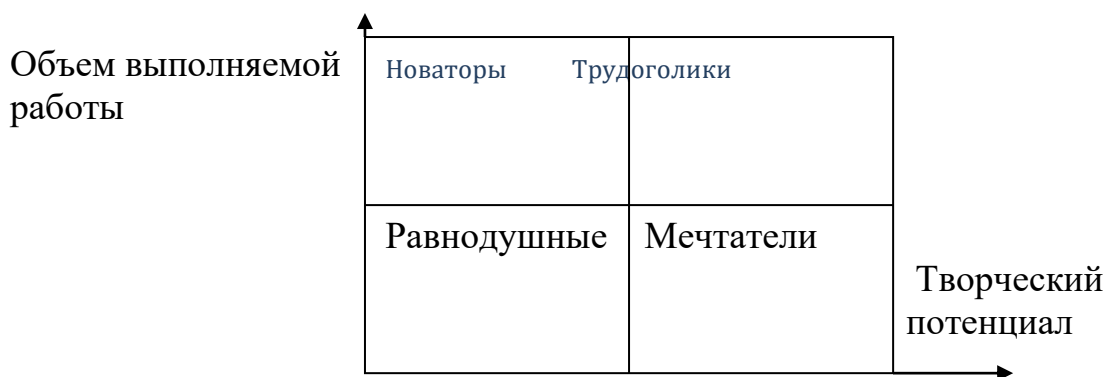 Объем выполняемой
работы
Новаторы Трудоголики
Равнодушные Мечтатели
Творческий
потенциал